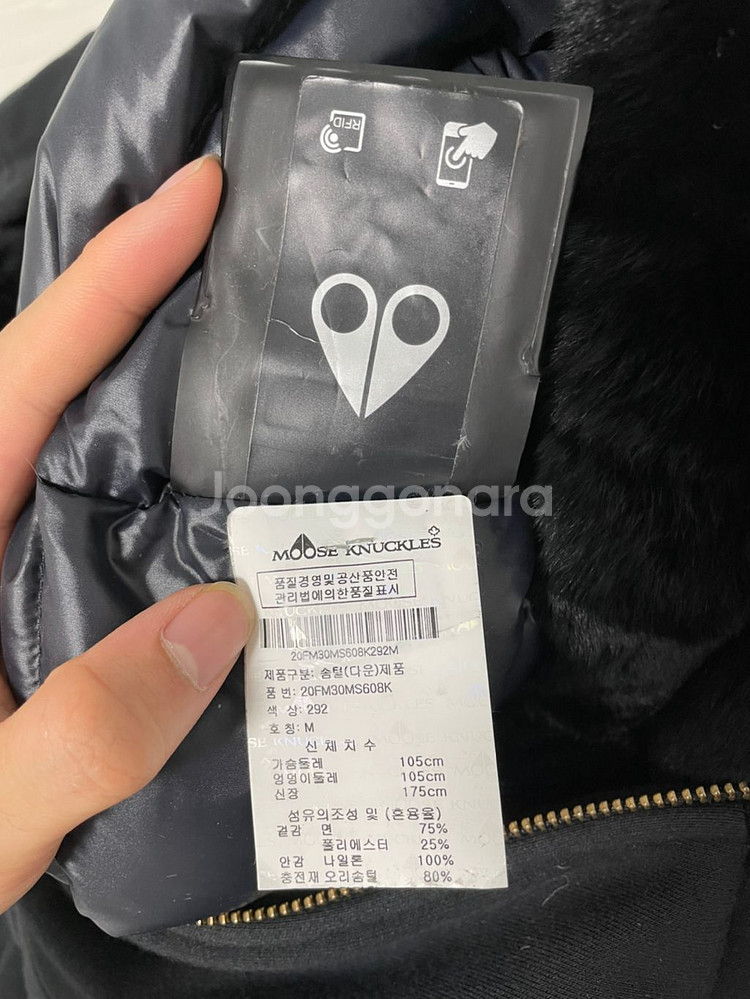 RFID
Joonggonara
MOOSE KNUCKLES
품질경영및공산품안전
관리법에의한품질표시
20FM30MS608K292M
제품구분: 솜털(다운)제품
품 번: 20FM30MS608K
색 상: 292
호 칭: M
신 체 치 수
가슴둘레 105cm
엉덩이둘레 105cm
신장 175cm
섬유의조성 및 (혼용율)
겉감 면 75%
폴리에스터 25%
안감 나일론 100%
충전재 오리솜털 80%